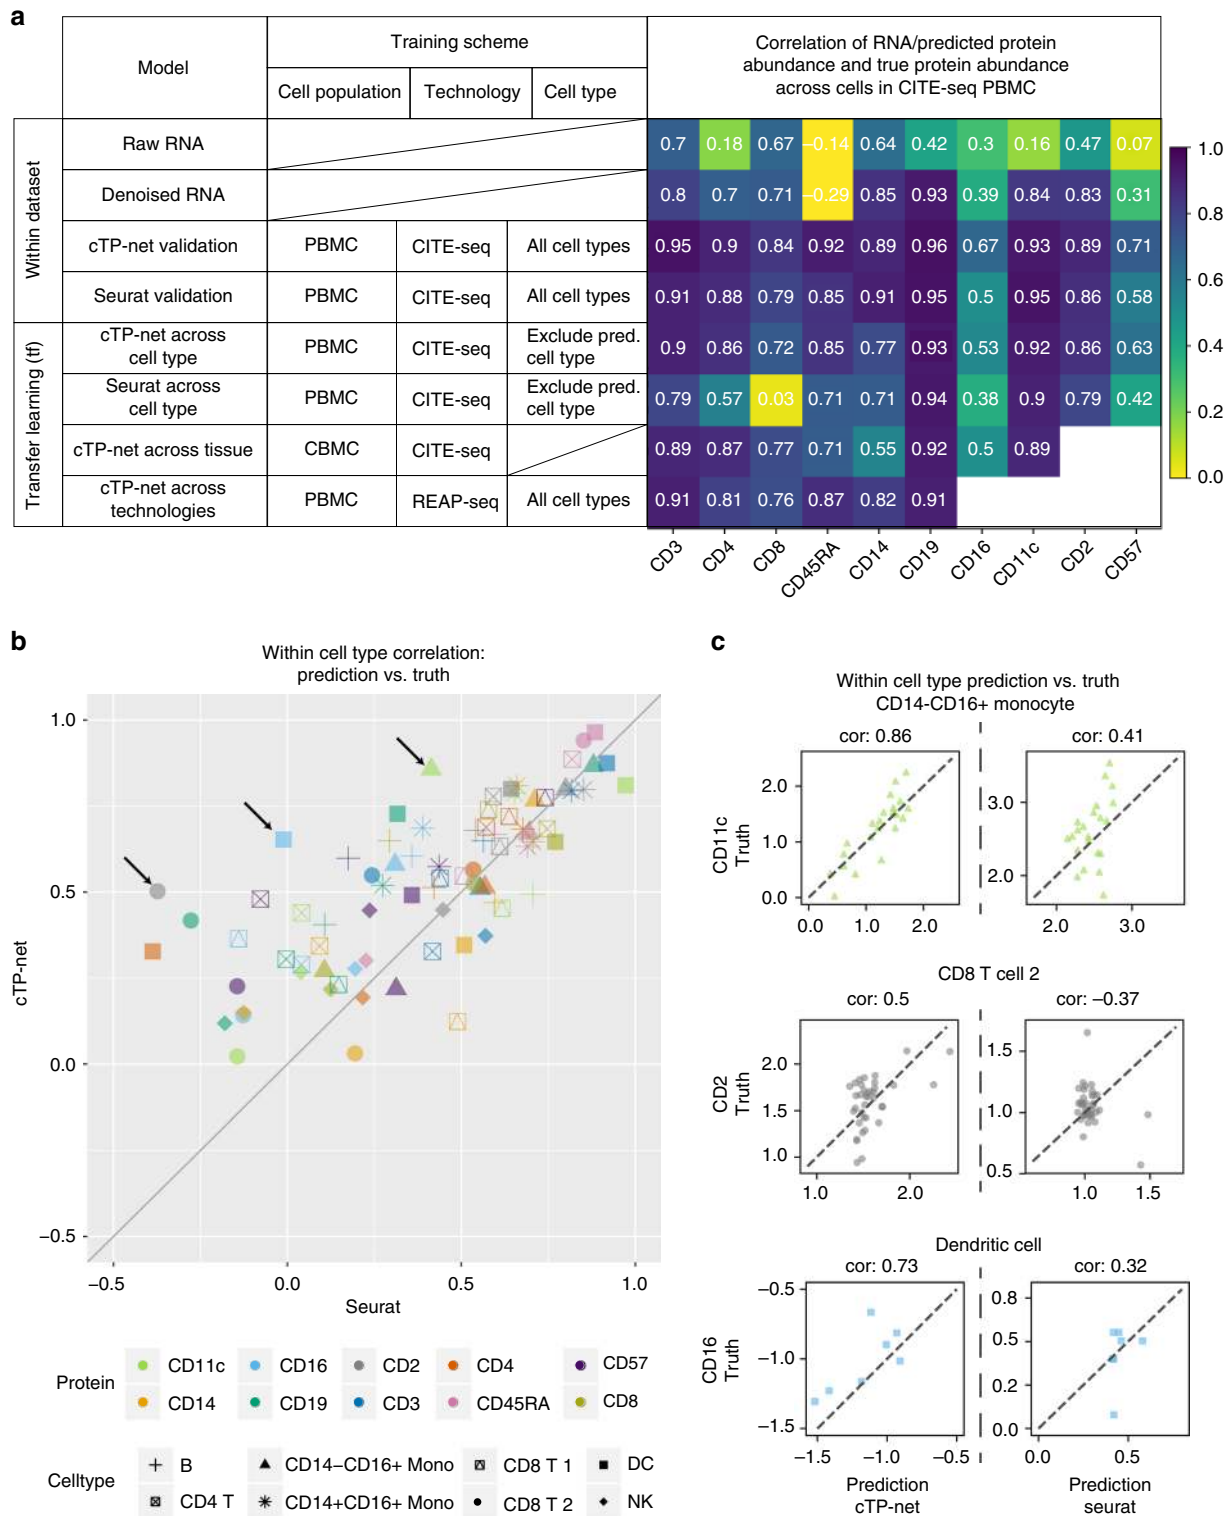 a
Model
Training scheme
Cell population
Technology
Cell type
Correlation of RNA/predicted protein
abundance and true protein abundance
across cells in CITE-seq PBMC
Within dataset
Raw RNA
0.7 0.18 0.67 −0.14 0.64 0.42 0.3 0.16 0.47 0.07
Denoised RNA
0.8 0.7 0.71 −0.29 0.85 0.93 0.39 0.84 0.83 0.31
cTP-net validation PBMC CITE-seq All cell types 0.95 0.9 0.84 0.92 0.89 0.96 0.67 0.93 0.89 0.71
Seurat validation PBMC CITE-seq All cell types 0.91 0.88 0.79 0.85 0.91 0.95 0.5 0.95 0.86 0.58
Transfer learning (tf)
cTP-net across
cell type
PBMC CITE-seq
Exclude pred.
cell type
0.9 0.86 0.72 0.85 0.77 0.93 0.53 0.92 0.86 0.63
Seurat across
cell type
PBMC CITE-seq
Exclude pred.
cell type
0.79 0.57 0.03 0.71 0.71 0.94 0.38 0.9 0.79 0.42
cTP-net across tissue CBMC CITE-seq 0.89 0.87 0.77 0.71 0.55 0.92 0.5 0.89
cTP-net across
technologies
PBMC REAP-seq All cell types 0.91 0.81 0.76 0.87 0.82 0.91
CD3 CD4 CD8 CD45RA CD14 CD19 CD16 CD11c CD2 CD57
1.0
0.8
0.6
0.4
0.2
0.0
b
Within cell type correlation:
prediction vs. truth
cTP-net
1.0
0.5
0.0
−0.5
−0.5 0.0 0.5 1.0
Seurat
Protein
CD11c CD16 CD2 CD4 CD57
CD14 CD19 CD3 CD45RA CD8
Celltype
B CD14−CD16+ Mono CD8 T 1 DC
CD4 T CD14+CD16+ Mono CD8 T 2 NK
c
Within cell type prediction vs. truth
CD14-CD16+ monocyte
cor: 0.86
cor: 0.41
CD11c
Truth
2.0
1.0
0.0
0.0 1.0 2.0
3.0
2.0
2.0 3.0
CD8 T cell 2
cor: 0.5
cor: −0.37
CD2
Truth
2.0
1.5
1.0
1.0 2.0
1.5
1.0
0.5
1.0 1.5
Dendritic cell
cor: 0.73
cor: 0.32
CD16
Truth
−0.5
−1.0
−1.5
−1.5 −1.0 −0.5
0.8
0.5
0.2
0.0
0.0 0.5
Prediction
cTP-net
Prediction
seurat